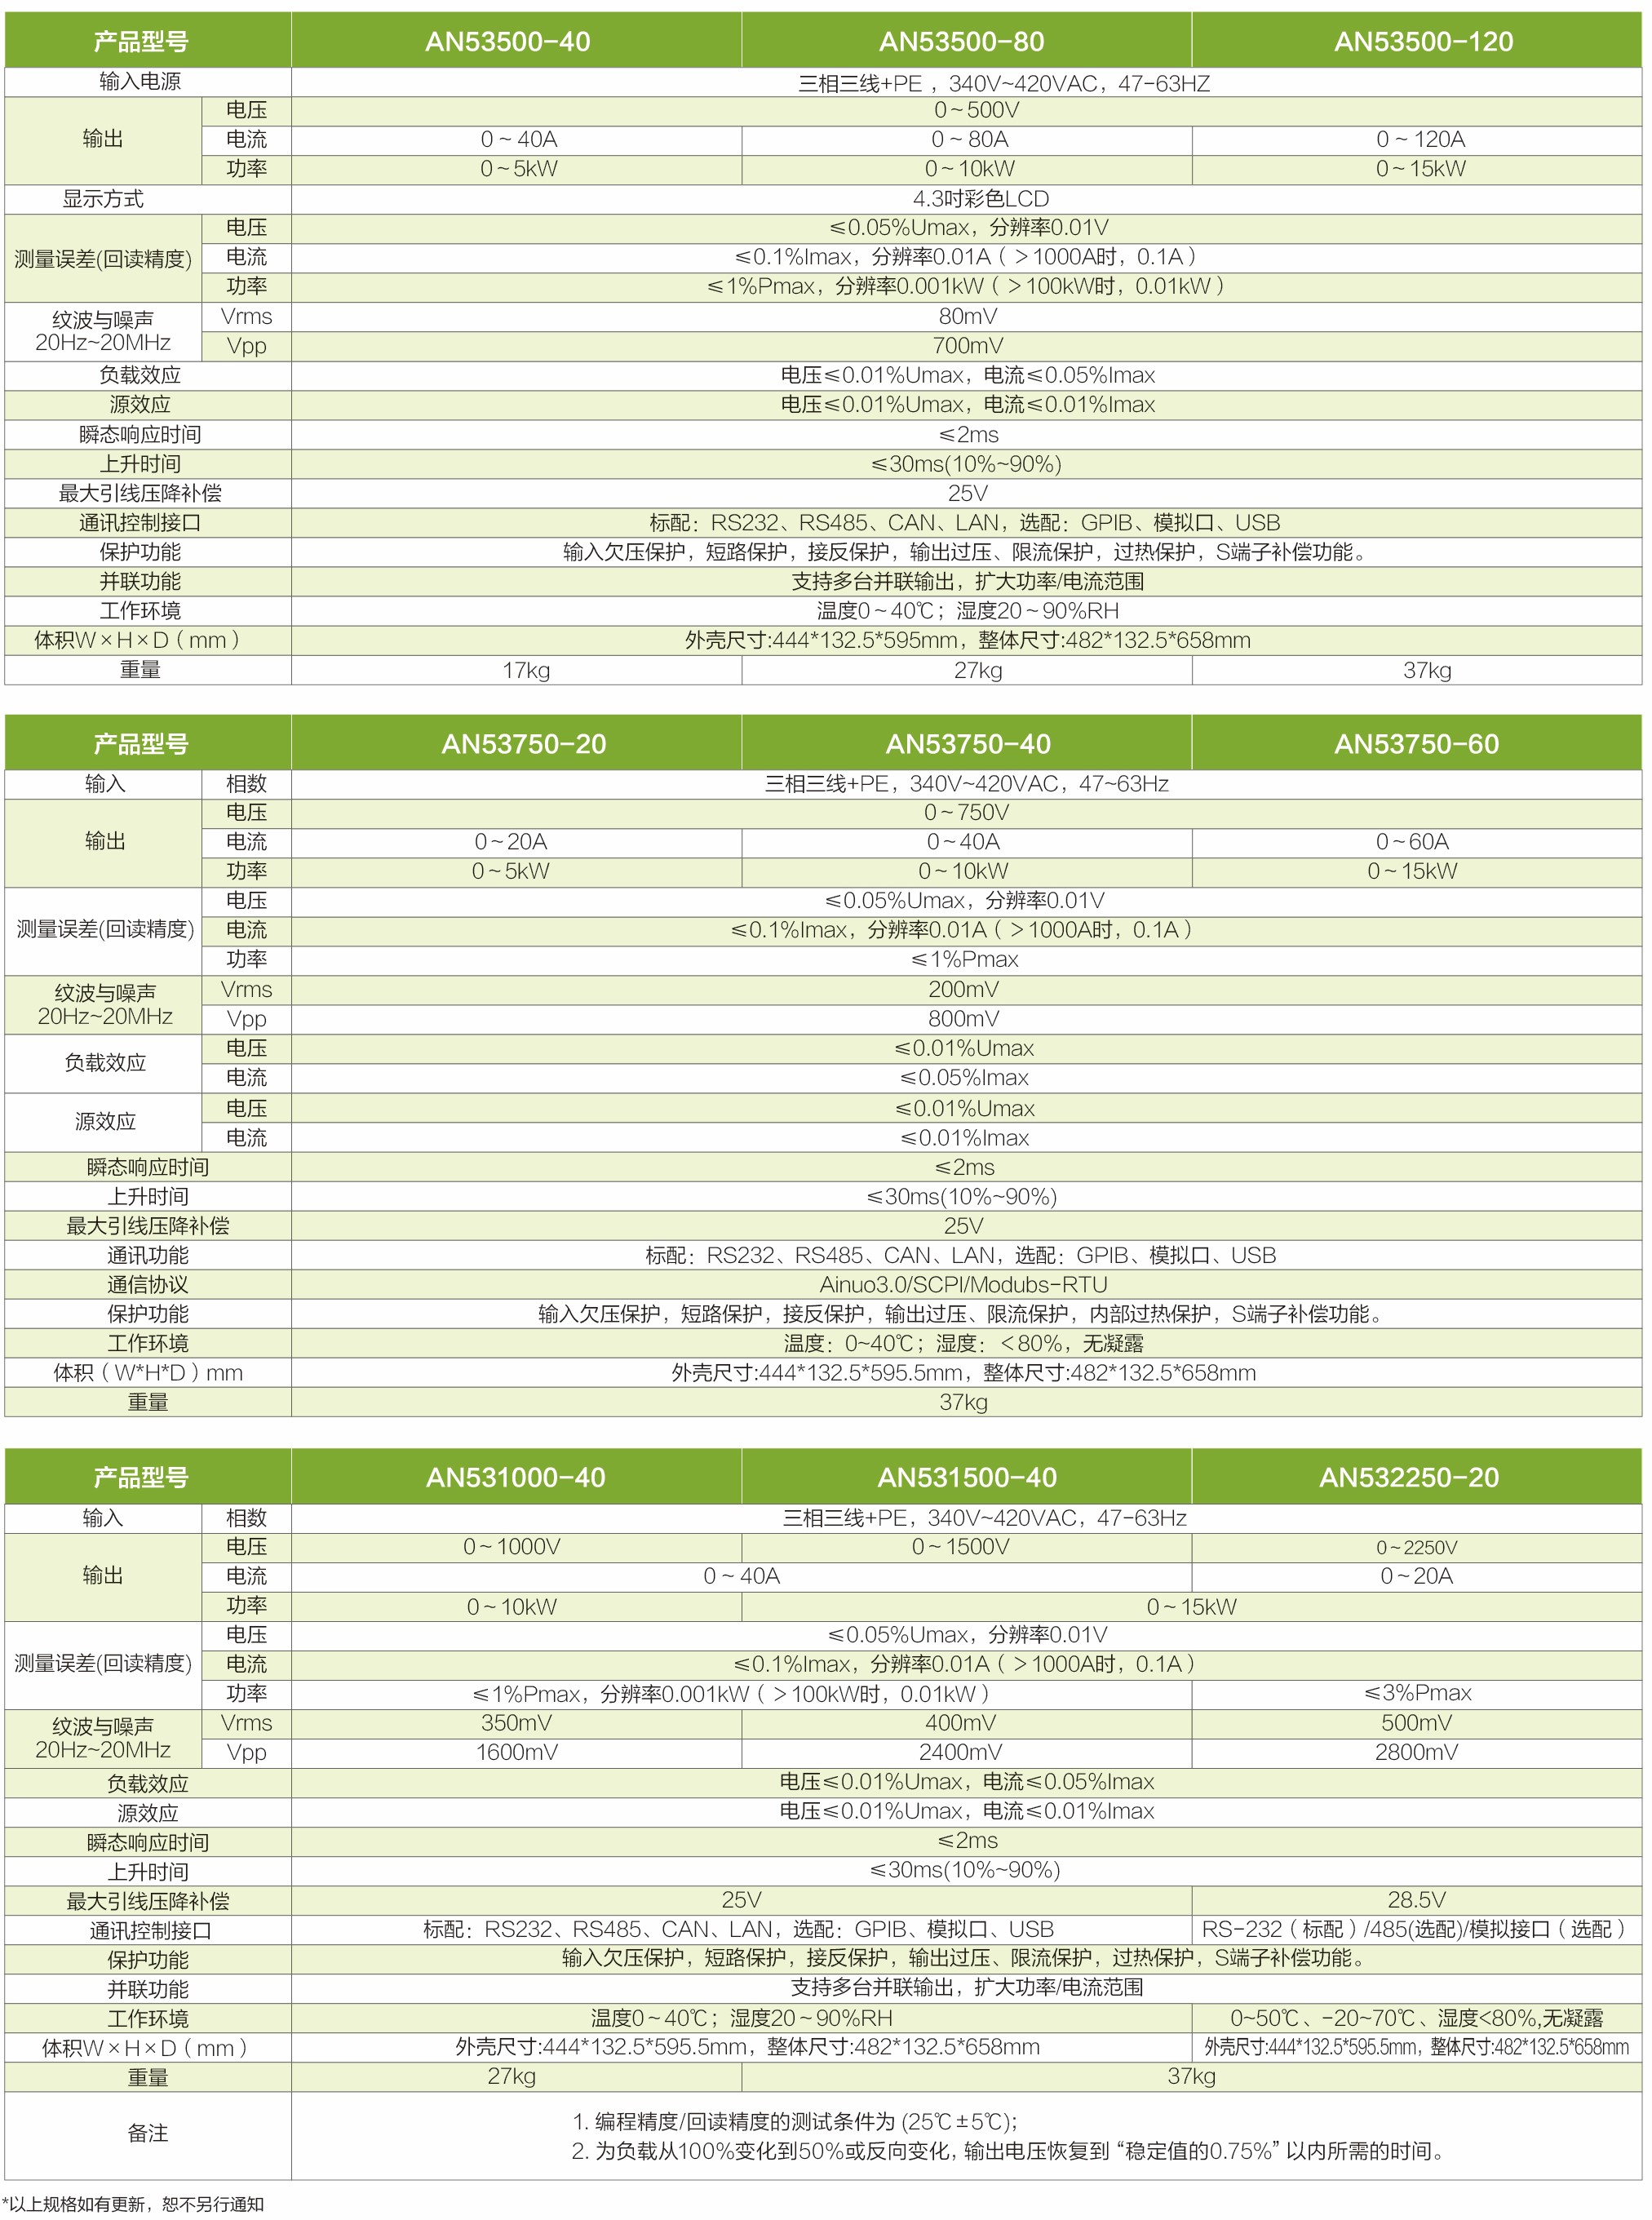 产品型号 AN53500-40 AN53500-80 AN53500-120
输入电源 三相三线+PE ，340V~420VAC，47-63HZ
输出 电压 0～500V
电流 0～40A 0～80A 0～120A
功率 0～5kW 0～10kW 0～15kW
显示方式 4.3吋彩色LCD
测量误差(回读精度) 电压 ≤0.05%Umax，分辨率0.01V
电流 ≤0.1%Imax，分辨率0.01A（＞1000A时，0.1A）
功率 ≤1%Pmax，分辨率0.001kW（＞100kW时，0.01kW）
纹波与噪声
20Hz~20MHz
Vrms 80mV
Vpp 700mV
负载效应 电压≤0.01%Umax，电流≤0.05%Imax
源效应 电压≤0.01%Umax，电流≤0.01%Imax
瞬态响应时间 ≤2ms
上升时间 ≤30ms(10%~90%)
最大引线压降补偿 25V
通讯控制接口 标配：RS232、RS485、CAN、LAN，选配：GPIB、模拟口、USB
保护功能 输入欠压保护，短路保护，接反保护，输出过压、限流保护，过热保护，S端子补偿功能。
并联功能 支持多台并联输出，扩大功率/电流范围
工作环境 温度0～40℃；湿度20～90%RH
体积W×H×D（mm） 外壳尺寸:444*132.5*595mm，整体尺寸:482*132.5*658mm
重量 17kg 27kg 37kg
产品型号 AN53750-20 AN53750-40 AN53750-60
输入 相数 三相三线+PE，340V~420VAC，47~63Hz
输出 电压 0～750V
电流 0～20A 0～40A 0～60A
功率 0～5kW 0～10kW 0～15kW
测量误差(回读精度) 电压 ≤0.05%Umax，分辨率0.01V
电流 ≤0.1%Imax，分辨率0.01A（＞1000A时，0.1A）
功率 ≤1%Pmax
纹波与噪声
20Hz~20MHz
Vrms 200mV
Vpp 800mV
负载效应 电压 ≤0.01%Umax
电流 ≤0.05%Imax
源效应 电压 ≤0.01%Umax
电流 ≤0.01%Imax
瞬态响应时间 ≤2ms
上升时间 ≤30ms(10%~90%)
最大引线压降补偿 25V
通讯功能 标配：RS232、RS485、CAN、LAN，选配：GPIB、模拟口、USB
通信协议 Ainuo3.0/SCPI/Modubs-RTU
保护功能 输入欠压保护，短路保护，接反保护，输出过压、限流保护，内部过热保护，S端子补偿功能。
工作环境 温度：0~40℃；湿度：＜80%，无凝露
体积（W*H*D）mm 外壳尺寸:444*132.5*595.5mm，整体尺寸:482*132.5*658mm
重量 37kg
产品型号 AN531000-40 AN531500-40 AN532250-20
输入 相数 三相三线+PE，340V~420VAC，47-63Hz
输出 电压 0～1000V 0～1500V 0～2250V
电流 0～40A 0～20A
功率 0～10kW 0～15kW
测量误差(回读精度) 电压 ≤0.05%Umax，分辨率0.01V
电流 ≤0.1%Imax，分辨率0.01A（＞1000A时，0.1A）
功率 ≤1%Pmax，分辨率0.001kW（＞100kW时，0.01kW） ≤3%Pmax
纹波与噪声
20Hz~20MHz
Vrms 350mV 400mV 500mV
Vpp 1600mV 2400mV 2800mV
负载效应 电压≤0.01%Umax，电流≤0.05%Imax
源效应 电压≤0.01%Umax，电流≤0.01%Imax
瞬态响应时间 ≤2ms
上升时间 ≤30ms(10%~90%)
最大引线压降补偿 25V 28.5V
通讯控制接口 标配：RS232、RS485、CAN、LAN，选配：GPIB、模拟口、USB RS-232（标配）/485(选配)/模拟接口（选配）
保护功能 输入欠压保护，短路保护，接反保护，输出过压、限流保护，过热保护，S端子补偿功能。
并联功能 支持多台并联输出，扩大功率/电流范围
工作环境 温度0～40℃；湿度20～90%RH 0~50℃、-20~70℃、湿度<80%,无凝露
体积W×H×D（mm） 外壳尺寸:444*132.5*595.5mm，整体尺寸:482*132.5*658mm 外壳尺寸:444*132.5*595.5mm，整体尺寸:482*132.5*658mm
重量 27kg 37kg
备注 1. 编程精度/回读精度的测试条件为 (25℃±5℃);
2. 为负载从100%变化到50%或反向变化, 输出电压恢复到 “稳定值的0.75%” 以内所需的时间。
*以上规格如有更新，恕不另行通知